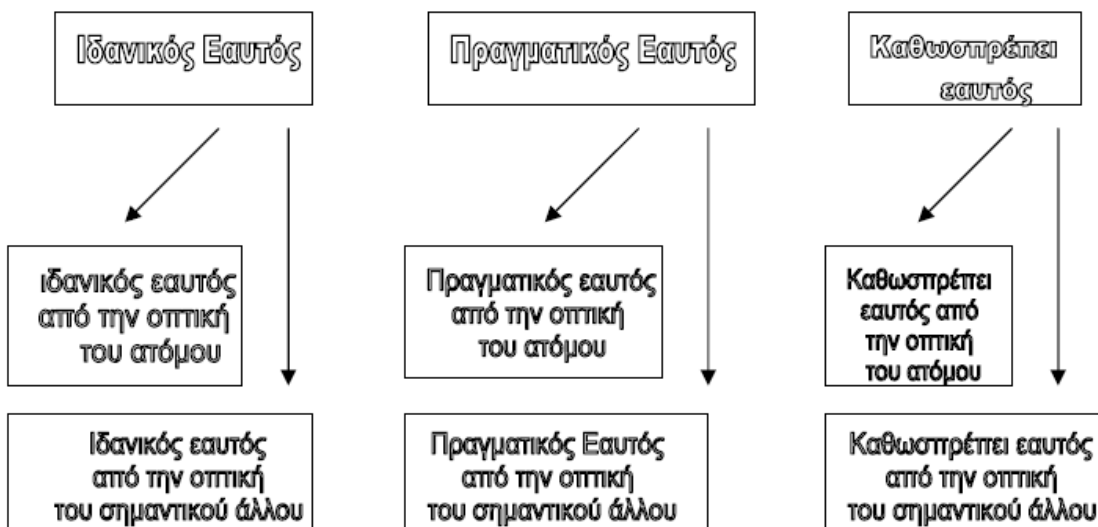 Ιδανικός Εαυτός
Πραγματικός Εαυτός
Καθωσπρέπει
εαυτός
ιδανικός εαυτός
από την οπτική
του ατόμου
Πραγματικός εαυτός
από την οπτική
του ατόμου
Καθωσπρέπει
εαυτός από
την οπτική
του ατόμου
Ιδανικός εαυτός
από την οπτική
του σημαντικού άλλου
Πραγματικός Εαυτός
από την οπτική
του σημαντικού άλλου
Καθωσπρέπει εαυτός
από την οπτική
του σημαντικού άλλου